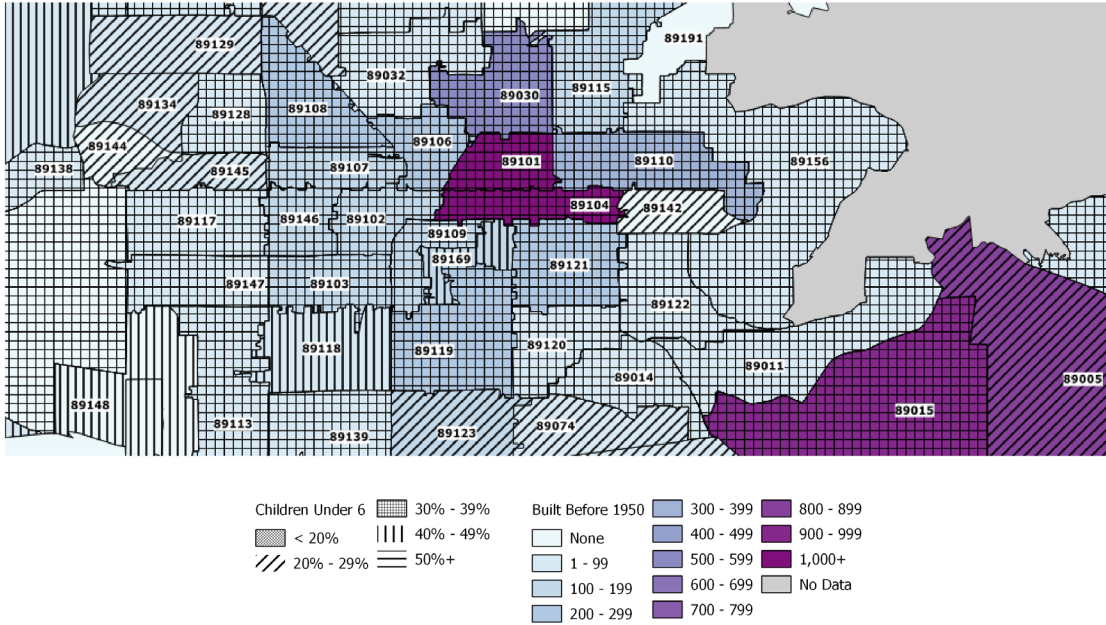 89191
89129
89032
89115
89030
89134
89108
89128
89106
89144
89101
89110
89156
89138
89107
89145
89104
89142
89117
89146
89102
89109
89169
89121
89147
89103
89122
89118
89119
89120
89011
89014
89005
89148
89015
89113
89139
89123
89074
Children Under 6
< 20%
20% - 29%
30% - 39%
40% - 49%
50%+
Built Before 1950
None
1 - 99
100 - 199
200 - 299
300 - 399
400 - 499
500 - 599
600 - 699
700 - 799
800 - 899
900 - 999
1,000+
No Data